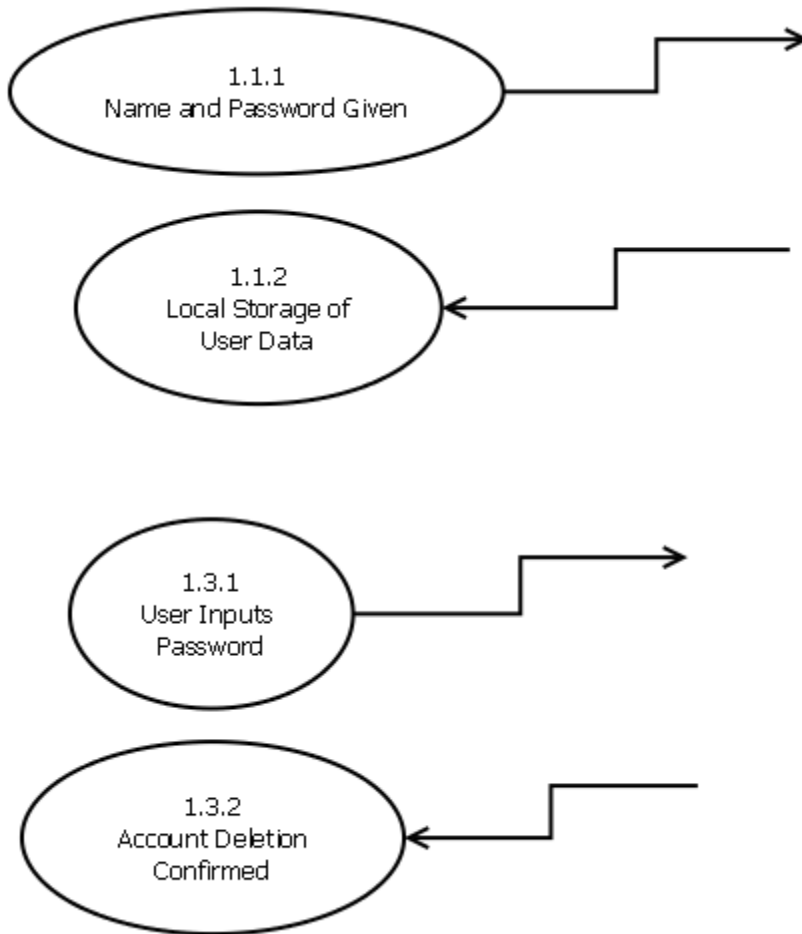 1.1.1
Name and Password Given
1.1.2
Local Storage of
User Data
1.3.1
User Inputs
Password
1.3.2
Account Deletion
Confirmed